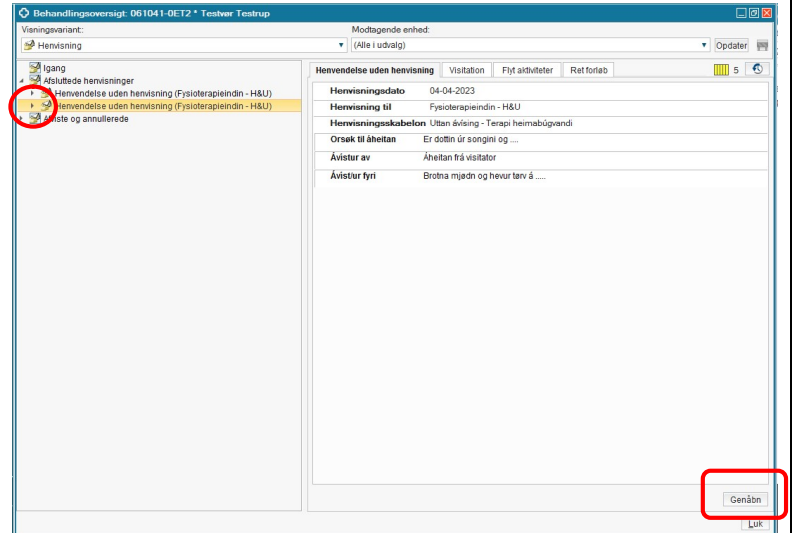 Behandlingsoversigt: 061041-0ET2 * Testvør Testrup
Visningsvariant:
Modtagende enhed:
Henvisning
(Alle i udvalg)
Opdater
Igang
Afsluttede henvisninger
Henvendelse uden henvisning (Fysioterapieindin - H&U)
Henvendelse uden henvisning (Fysioterapieindin - H&U)
Afviste og annullerede
Henvendelse uden henvisning
Visitation
Flyt aktiviteter
Ret forløb
5
Henvisningsdato 04-04-2023
Henvisning til Fysioterapieindin - H&U
Henvisningsskabelon Uttan ávísing - Terapi heimabúgvandi
Orsøk til áheitan Er dottin úr songini og ....
Ávístur av Áheitan frá visitator
Ávíst/ur fyri Brotna mjødn og hevur tørv á .....
Genåbn
Luk